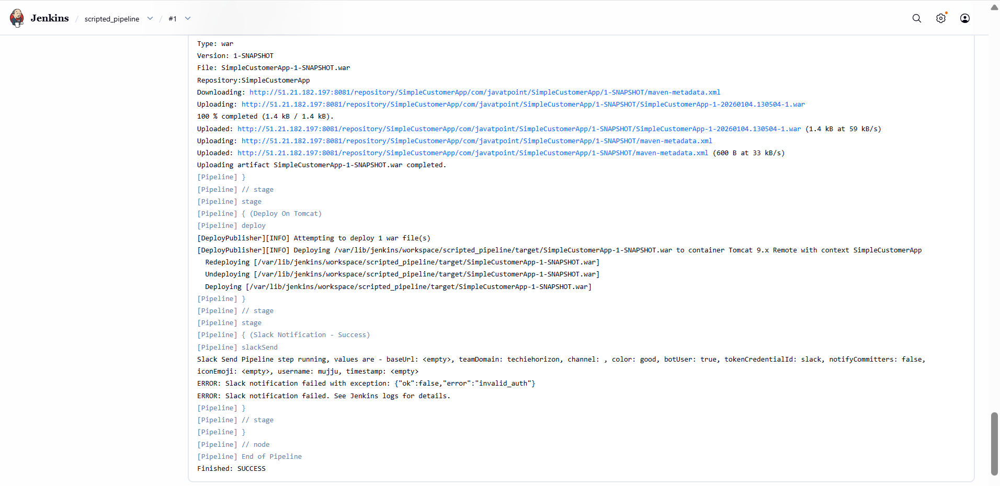 Jenkins / scripted_pipeline / #1
Type: war
Version: 1-SNAPSHOT
File: SimpleCustomerApp-1-SNAPSHOT.war
Repository:SimpleCustomerApp
Downloading: http://51.21.182.197:8081/repository/SimpleCustomerApp/com/javatpoint/SimpleCustomerApp/1-SNAPSHOT/maven-metadata.xml
Uploading: http://51.21.182.197:8081/repository/SimpleCustomerApp/com/javatpoint/SimpleCustomerApp/1-SNAPSHOT/SimpleCustomerApp-1-20260104.130504-1.war
100 % completed (1.4 kB / 1.4 kB).
Uploaded: http://51.21.182.197:8081/repository/SimpleCustomerApp/com/javatpoint/SimpleCustomerApp/1-SNAPSHOT/SimpleCustomerApp-1-20260104.130504-1.war (1.4 kB at 59 kB/s)
Uploading: http://51.21.182.197:8081/repository/SimpleCustomerApp/com/javatpoint/SimpleCustomerApp/1-SNAPSHOT/maven-metadata.xml
Uploaded: http://51.21.182.197:8081/repository/SimpleCustomerApp/com/javatpoint/SimpleCustomerApp/1-SNAPSHOT/maven-metadata.xml (600 B at 33 kB/s)
Uploading artifact SimpleCustomerApp-1-SNAPSHOT.war completed.
[Pipeline] }
[Pipeline] // stage
[Pipeline] stage
[Pipeline] { (Deploy On Tomcat)
[Pipeline] deploy
[DeployPublisher][INFO] Attempting to deploy 1 war file(s)
[DeployPublisher][INFO] Deploying /var/lib/jenkins/workspace/scripted_pipeline/target/SimpleCustomerApp-1-SNAPSHOT.war to container Tomcat 9.x Remote with context SimpleCustomerApp
  Redeploying [/var/lib/jenkins/workspace/scripted_pipeline/target/SimpleCustomerApp-1-SNAPSHOT.war]
  Undeploying [/var/lib/jenkins/workspace/scripted_pipeline/target/SimpleCustomerApp-1-SNAPSHOT.war]
  Deploying [/var/lib/jenkins/workspace/scripted_pipeline/target/SimpleCustomerApp-1-SNAPSHOT.war]
[Pipeline] }
[Pipeline] // stage
[Pipeline] stage
[Pipeline] { (Slack Notification - Success)
[Pipeline] slackSend
Slack Send Pipeline step running, values are - baseUrl: <empty>, teamDomain: techiehorizon, channel: , color: good, botUser: true, tokenCredentialId: slack, notifyCommitters: false,
iconEmoji: <empty>, username: mujju, timestamp: <empty>
ERROR: Slack notification failed with exception: {"ok":false,"error":"invalid_auth"}
ERROR: Slack notification failed. See Jenkins logs for details.
[Pipeline] }
[Pipeline] // stage
[Pipeline] }
[Pipeline] // node
[Pipeline] End of Pipeline
Finished: SUCCESS